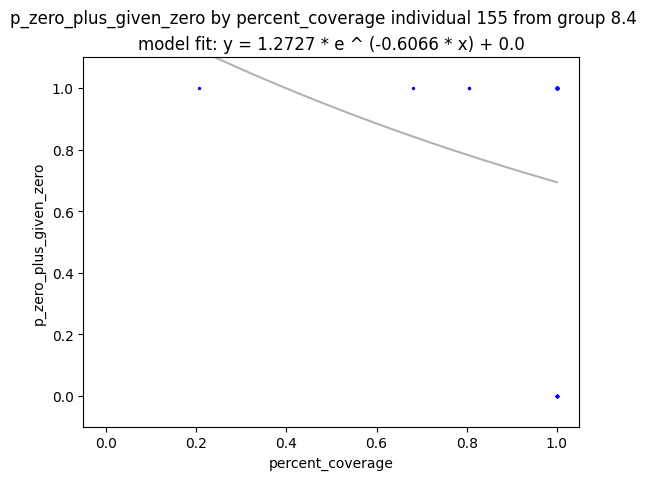 p_zero_plus_given_zero by percent_coverage individual 155 from group 8.4
model fit: y = 1.2727 * e ^ (-0.6066 * x) + 0.0
1.0
0.8
0.6
0.4
0.2
0.0
p_zero_plus_given_zero
0.0 0.2 0.4 0.6 0.8 1.0
percent_coverage